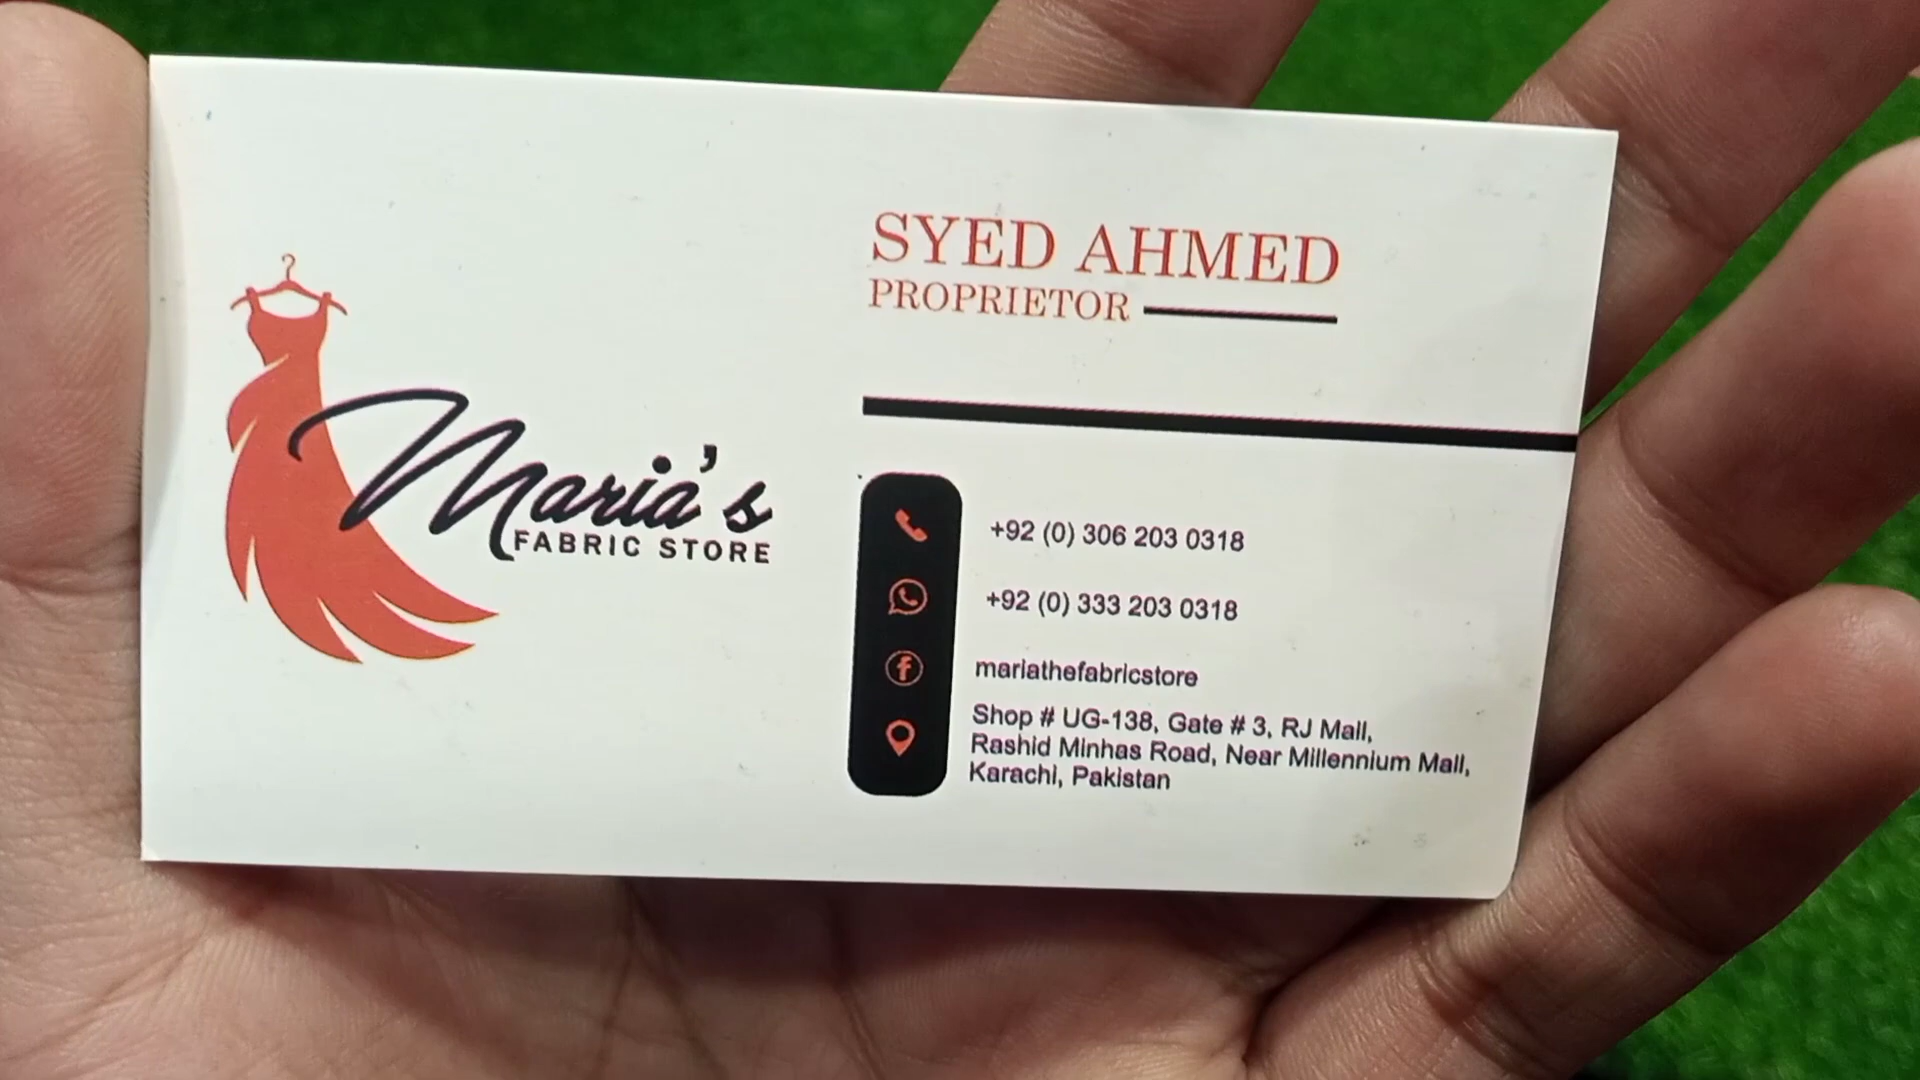 Maria's
FABRIC STORE
SYED AHMED
PROPRIETOR
+92 (0) 306 203 0318
+92 (0) 333 203 0318
mariathefabricstore
Shop # UG-138, Gate # 3, RJ Mall,
Rashid Minhas Road, Near Millennium Mall,
Karachi, Pakistan